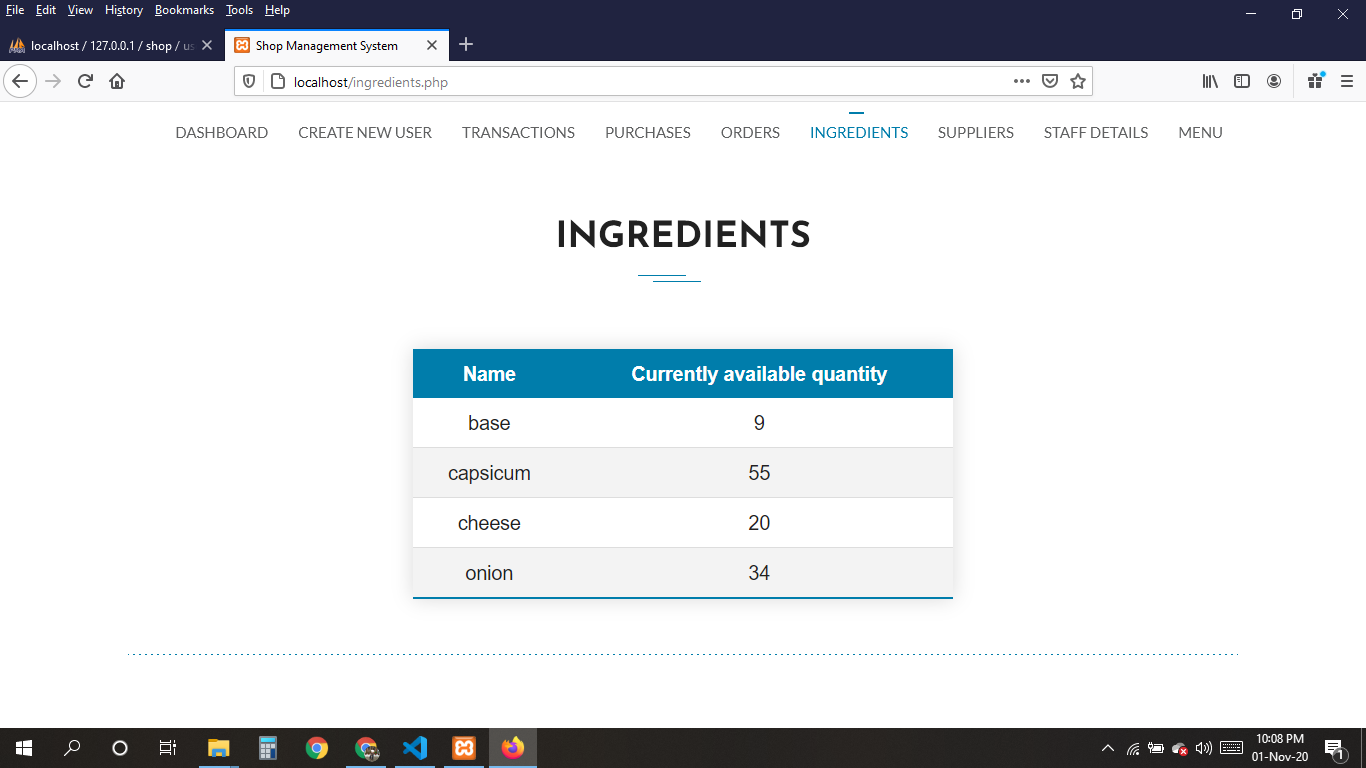 File Edit View History Bookmarks Tools Help
localhost / 127.0.0.1 / shop / us
Shop Management System
localhost/ingredients.php
DASHBOARD CREATE NEW USER TRANSACTIONS PURCHASES ORDERS INGREDIENTS SUPPLIERS STAFF DETAILS MENU
INGREDIENTS
Name Currently available quantity
base 9
capsicum 55
cheese 20
onion 34
10:08 PM
01-Nov-20
1